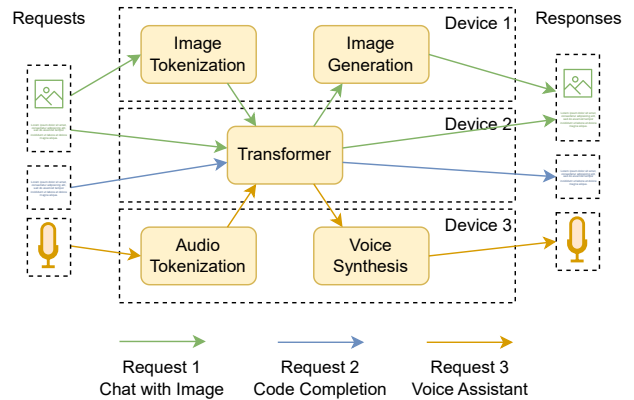 Requests
Device 1
Responses
Image
Tokenization
Image
Generation
Device 2
Transformer
Device 3
Audio
Tokenization
Voice
Synthesis
Request 1
Chat with Image
Request 2
Code Completion
Request 3
Voice Assistant